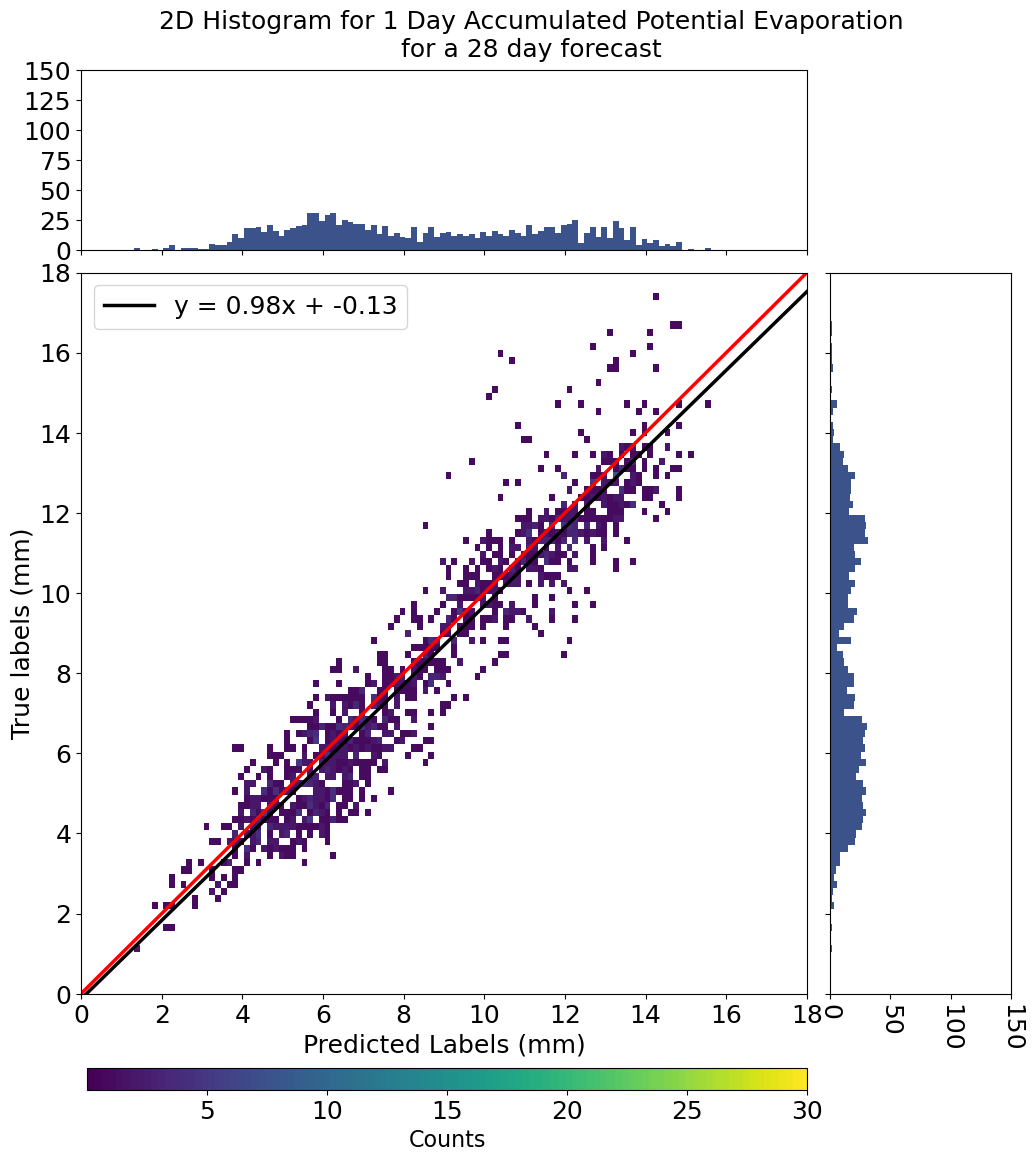 2D Histogram for 1 Day Accumulated Potential Evaporation
for a 28 day forecast
150
125
100
75
50
25
0
18
16
14
12
10
8
6
4
2
0
True labels (mm)
y = 0.98x + -0.13
0 2 4 6 8 10 12 14 16 18
Predicted Labels (mm)
0 50 100 150
5 10 15 20 25 30
Counts